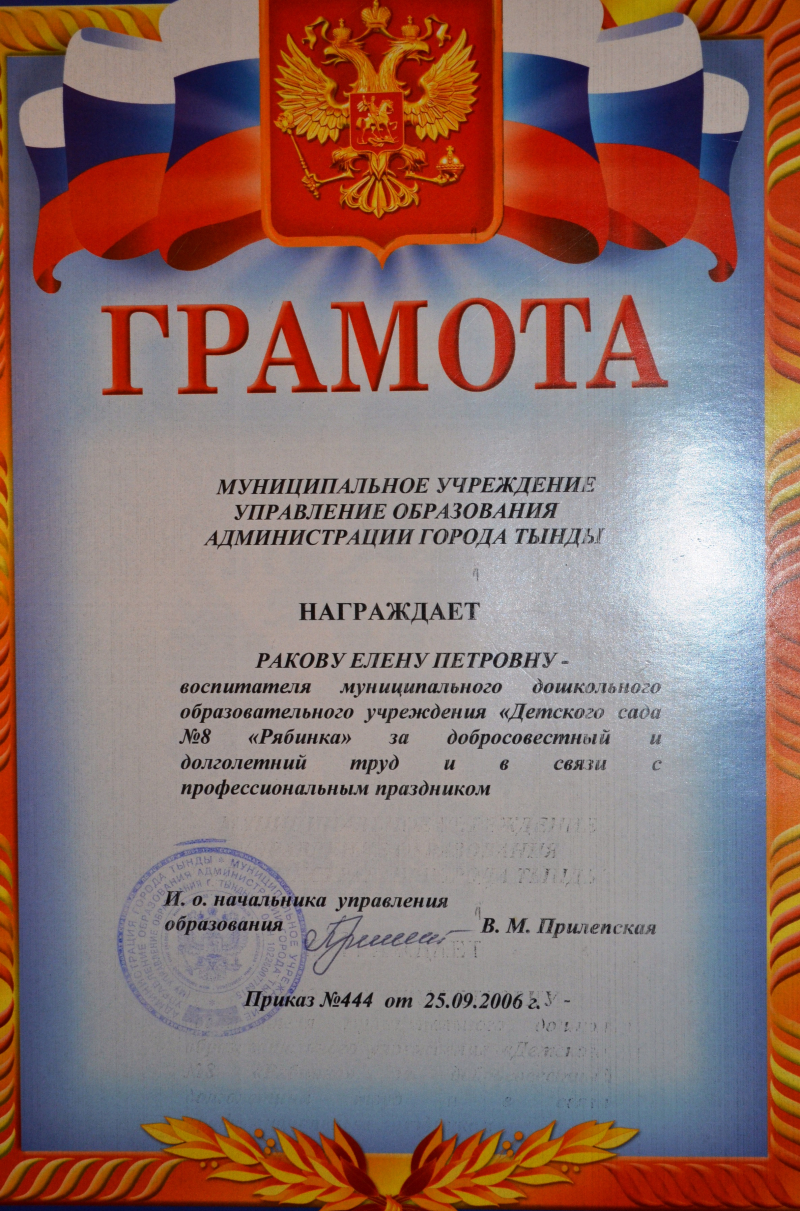 ГРАМОТА
МУНИЦИПАЛЬНОЕ УЧРЕЖДЕНИЕ
УПРАВЛЕНИЕ ОБРАЗОВАНИЯ
АДМИНИСТРАЦИИ ГОРОДА ТЫНДЫ
НАГРАЖДАЕТ
РАКОВУ ЕЛЕНУ ПЕТРОВНУ -
воспитателя муниципального дошкольного
образовательного учреждения «Детского сада
№8 «Рябинка» за добросовестный и
долголетний труд и в связи с
профессиональным праздником
И. о. начальника управления
образования В. М. Прилепская
Приказ №444 от 25.09.2006 г. -